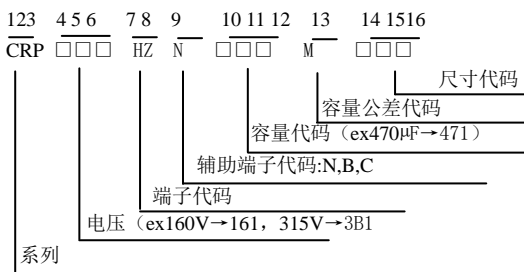 123 456 78 9 10 11 12 13 14 1516
CRP □□□ HZ N □□□ M □□□
尺寸代码
容量公差代码
容量代码（ex470μF→471）
辅助端子代码:N,B,C
端子代码
电压（ex160V→161，315V→3B1
系列